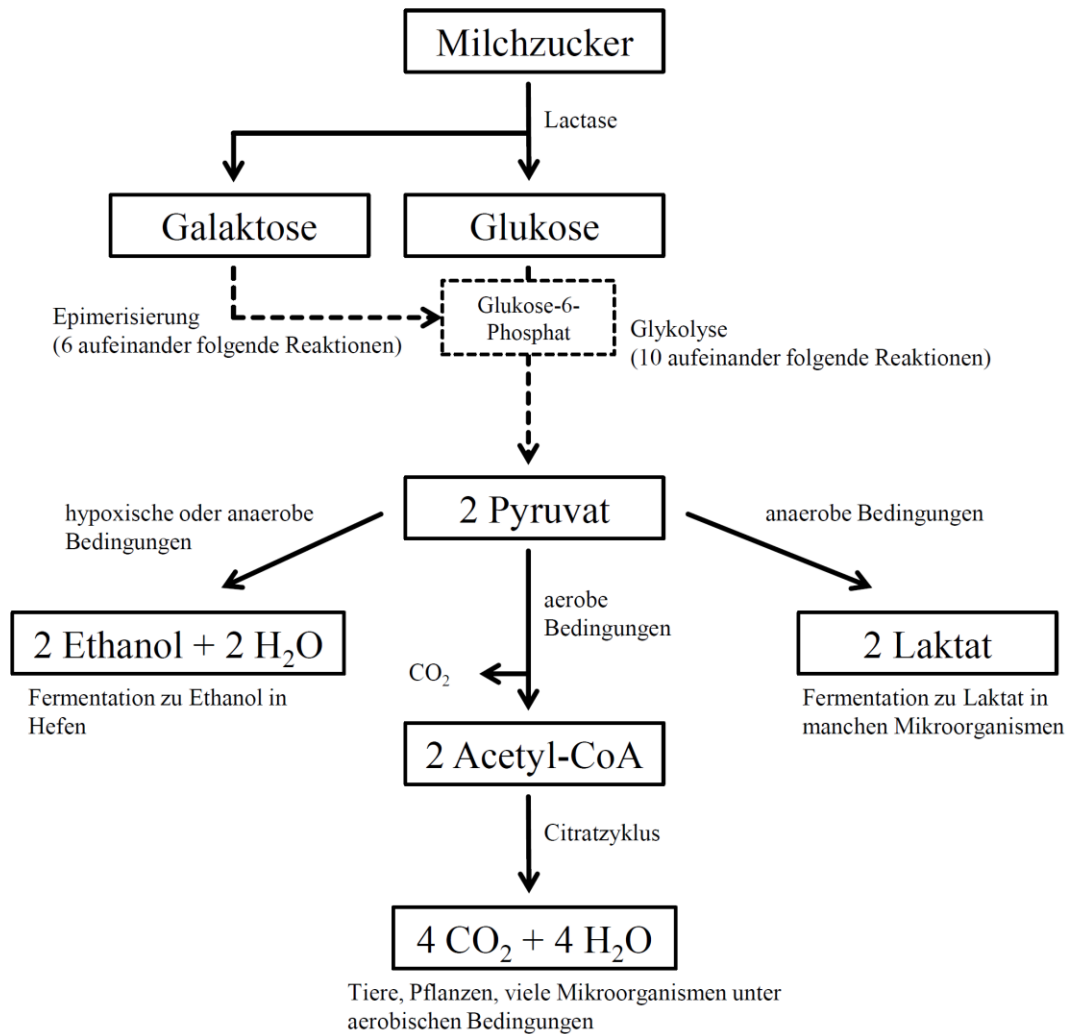 Milchzucker
Lactase
Galaktose
Glukose
Epimerisierung
(6 aufeinander folgende Reaktionen)
Glukose-6-
Phosphat
Glykolyse
(10 aufeinander folgende Reaktionen)
2 Pyruvat
hypoxische oder anaerobe
Bedingungen
anaerobe Bedingungen
aerobe
Bedingungen
2 Ethanol + 2 H₂O
Fermentation zu Ethanol in
Hefen
2 Laktat
Fermentation zu Laktat in
manchen Mikroorganismen
CO₂
2 Acetyl-CoA
Citratzyklus
4 CO₂ + 4 H₂O
Tiere, Pflanzen, viele Mikroorganismen unter
aerobischen Bedingungen